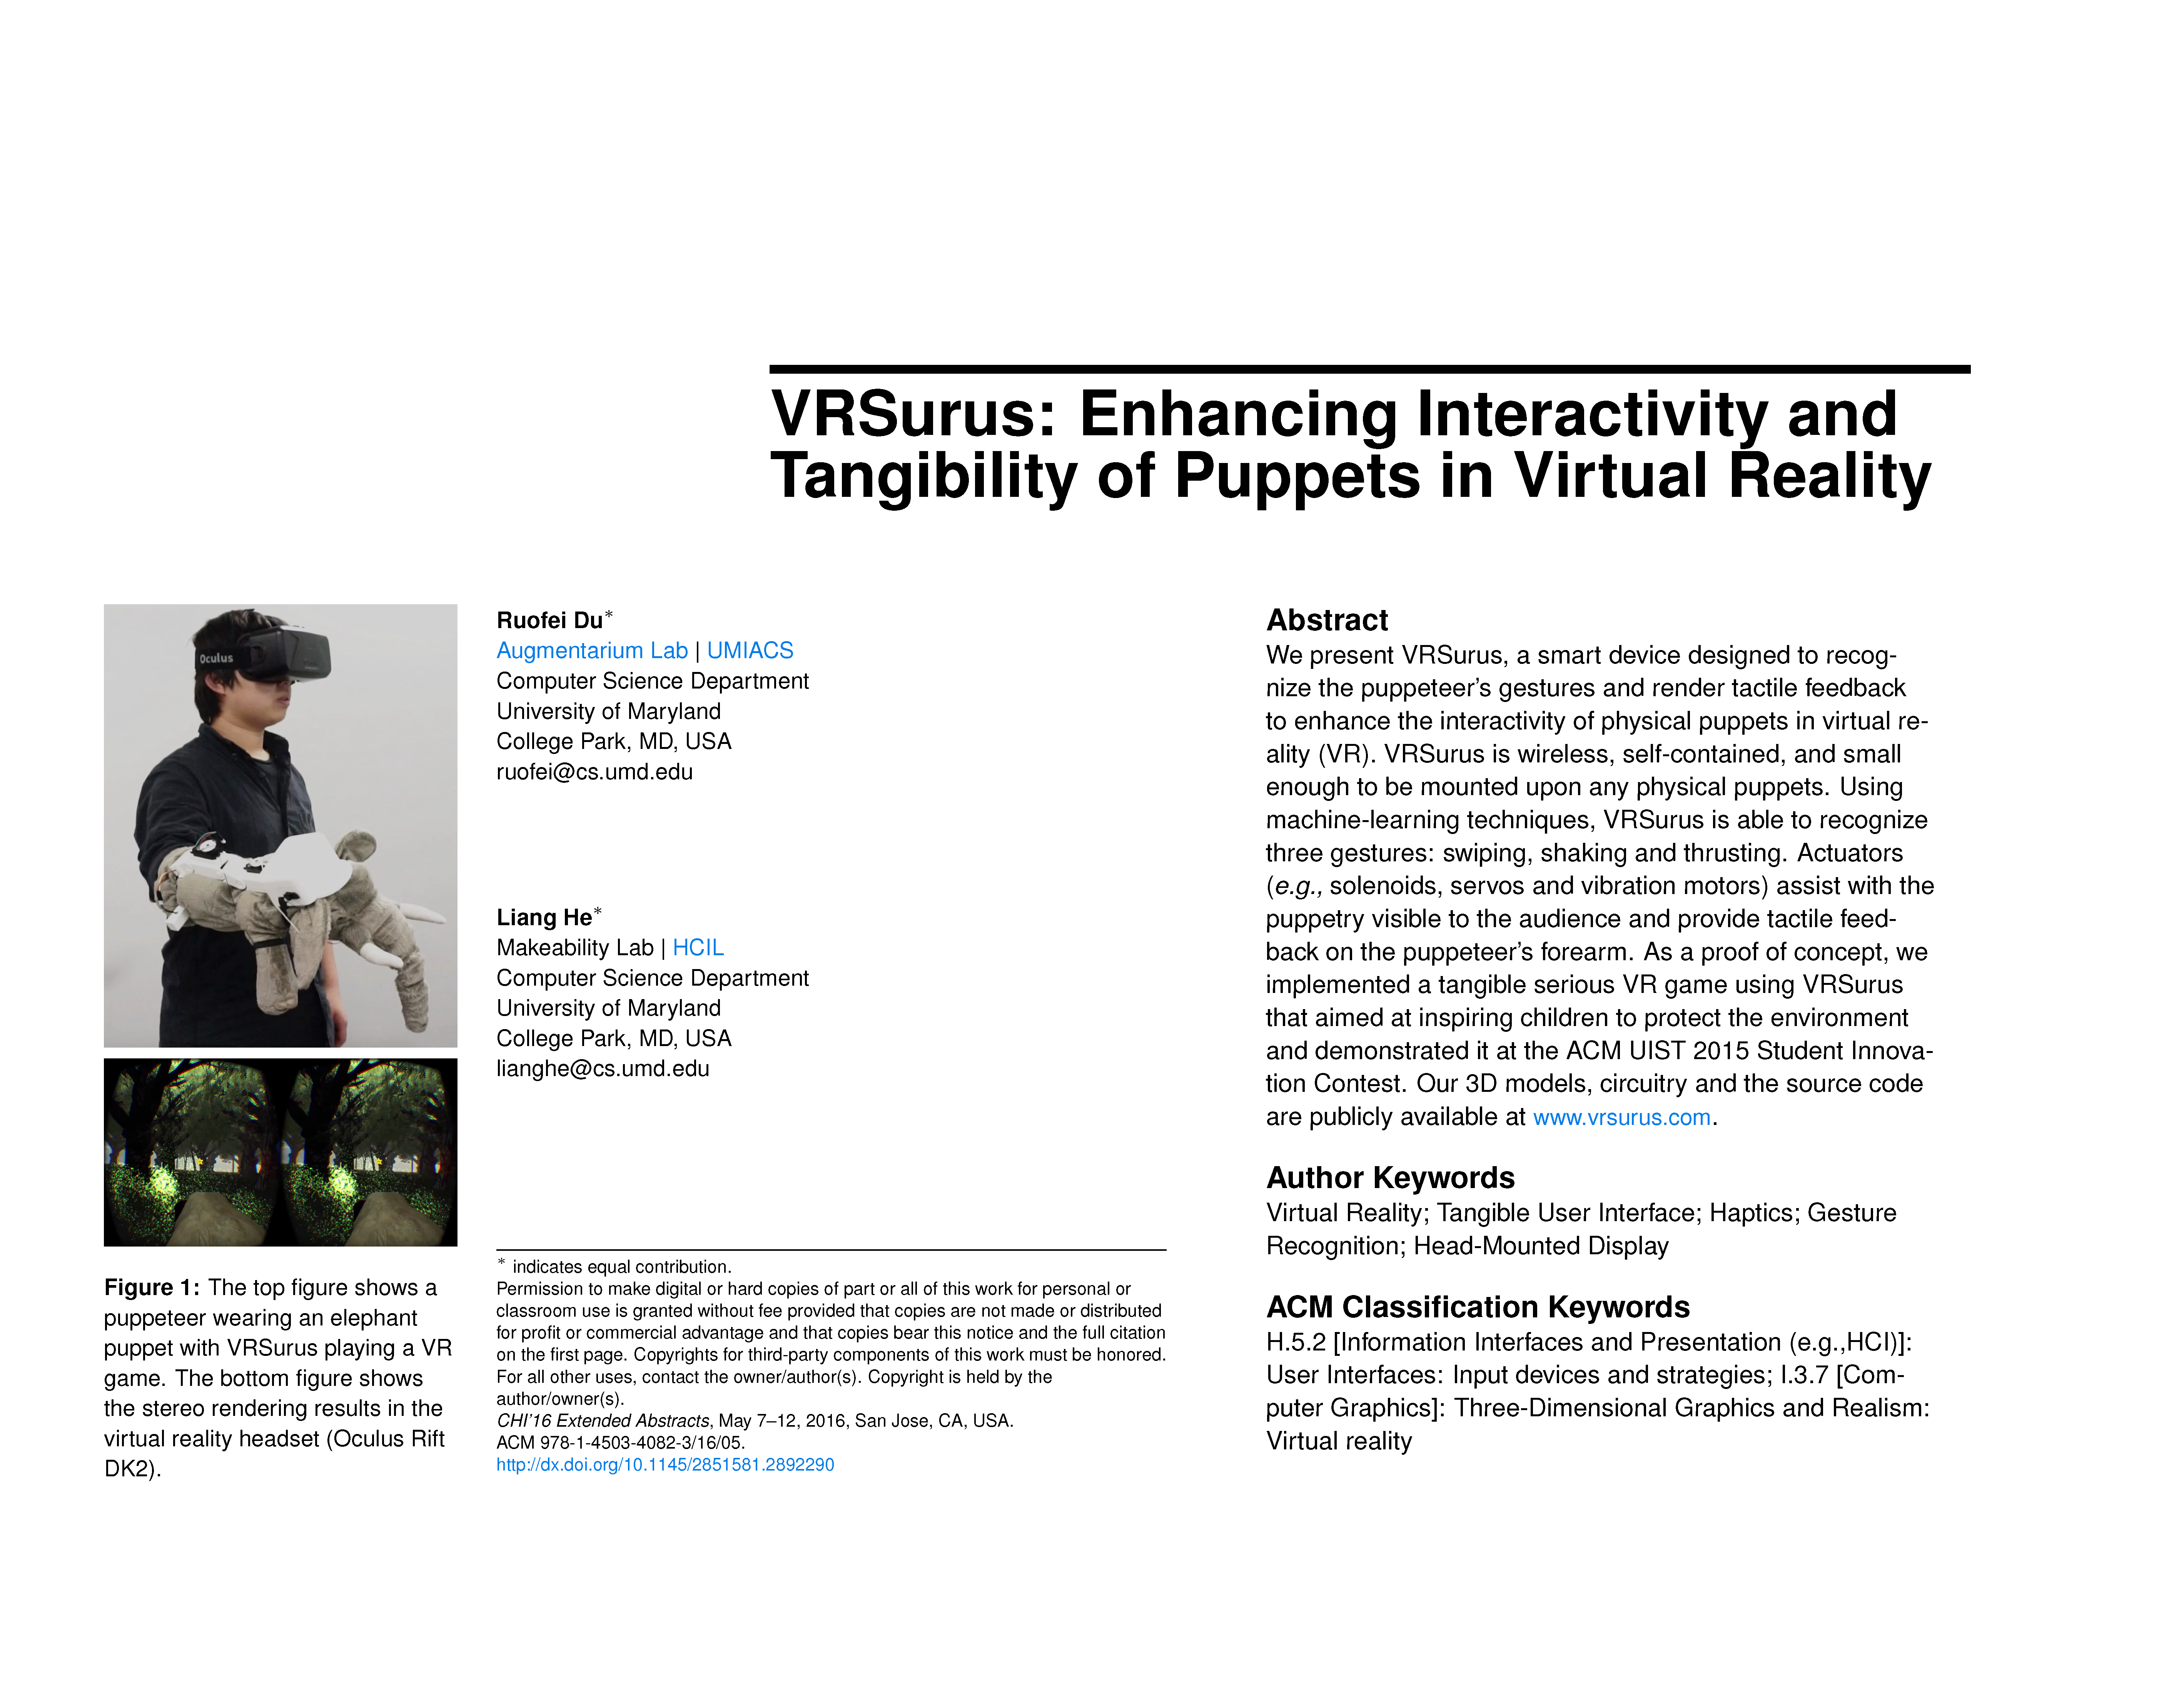 VRSurus: Enhancing Interactivity and
Tangibility of Puppets in Virtual Reality
Oculus
Figure 1: The top figure shows a
puppeteer wearing an elephant
puppet with VRSurus playing a VR
game. The bottom figure shows
the stereo rendering results in the
virtual reality headset (Oculus Rift
DK2).
Ruofei Du*
Augmentarium Lab | UMIACS
Computer Science Department
University of Maryland
College Park, MD, USA
ruofei@cs.umd.edu
Liang He*
Makeability Lab | HCIL
Computer Science Department
University of Maryland
College Park, MD, USA
lianghe@cs.umd.edu
* indicates equal contribution.
Permission to make digital or hard copies of part or all of this work for personal or
classroom use is granted without fee provided that copies are not made or distributed
for profit or commercial advantage and that copies bear this notice and the full citation
on the first page. Copyrights for third-party components of this work must be honored.
For all other uses, contact the owner/author(s). Copyright is held by the
author/owner(s).
CHI'16 Extended Abstracts, May 7–12, 2016, San Jose, CA, USA.
ACM 978-1-4503-4082-3/16/05.
http://dx.doi.org/10.1145/2851581.2892290
Abstract
We present VRSurus, a smart device designed to recog-
nize the puppeteer's gestures and render tactile feedback
to enhance the interactivity of physical puppets in virtual re-
ality (VR). VRSurus is wireless, self-contained, and small
enough to be mounted upon any physical puppets. Using
machine-learning techniques, VRSurus is able to recognize
three gestures: swiping, shaking and thrusting. Actuators
(e.g., solenoids, servos and vibration motors) assist with the
puppetry visible to the audience and provide tactile feed-
back on the puppeteer's forearm. As a proof of concept, we
implemented a tangible serious VR game using VRSurus
that aimed at inspiring children to protect the environment
and demonstrated it at the ACM UIST 2015 Student Innova-
tion Contest. Our 3D models, circuitry and the source code
are publicly available at www.vrsurus.com.
Author Keywords
Virtual Reality; Tangible User Interface; Haptics; Gesture
Recognition; Head-Mounted Display
ACM Classification Keywords
H.5.2 [Information Interfaces and Presentation (e.g.,HCI)]:
User Interfaces: Input devices and strategies; I.3.7 [Com-
puter Graphics]: Three-Dimensional Graphics and Realism:
Virtual reality